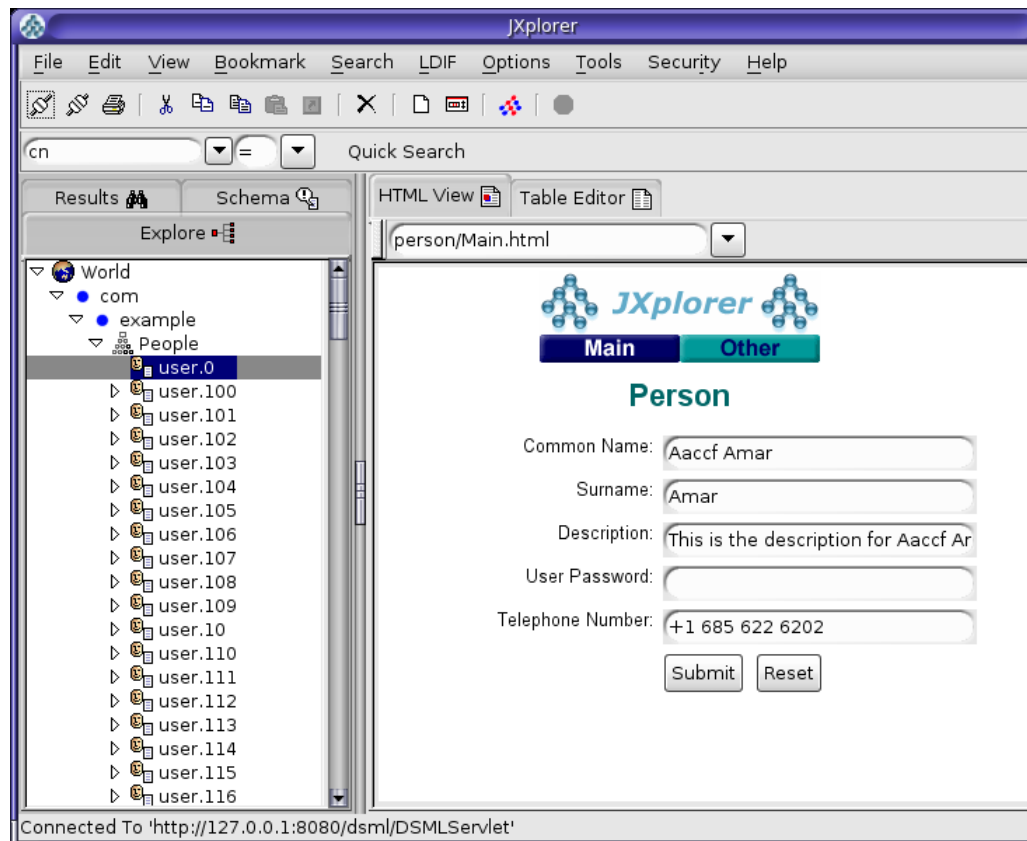 JXplorer
File Edit View Bookmark Search LDIF Options Tools Security Help
cn = Quick Search
Results Schema
Explore
World
com
example
People
user.0
user.100
user.101
user.102
user.103
user.104
user.105
user.106
user.107
user.108
user.109
user.10
user.110
user.111
user.112
user.113
user.114
user.115
user.116
HTML View Table Editor
person/Main.html
JXplorer
Main Other
Person
Common Name: Aaccf Amar
Surname: Amar
Description: This is the description for Aaccf Ar
User Password:
Telephone Number: +1 685 622 6202
Submit Reset
Connected To 'http://127.0.0.1:8080/dsml/DSMLServlet'